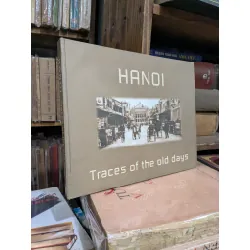 HANOI
Traces of the old days